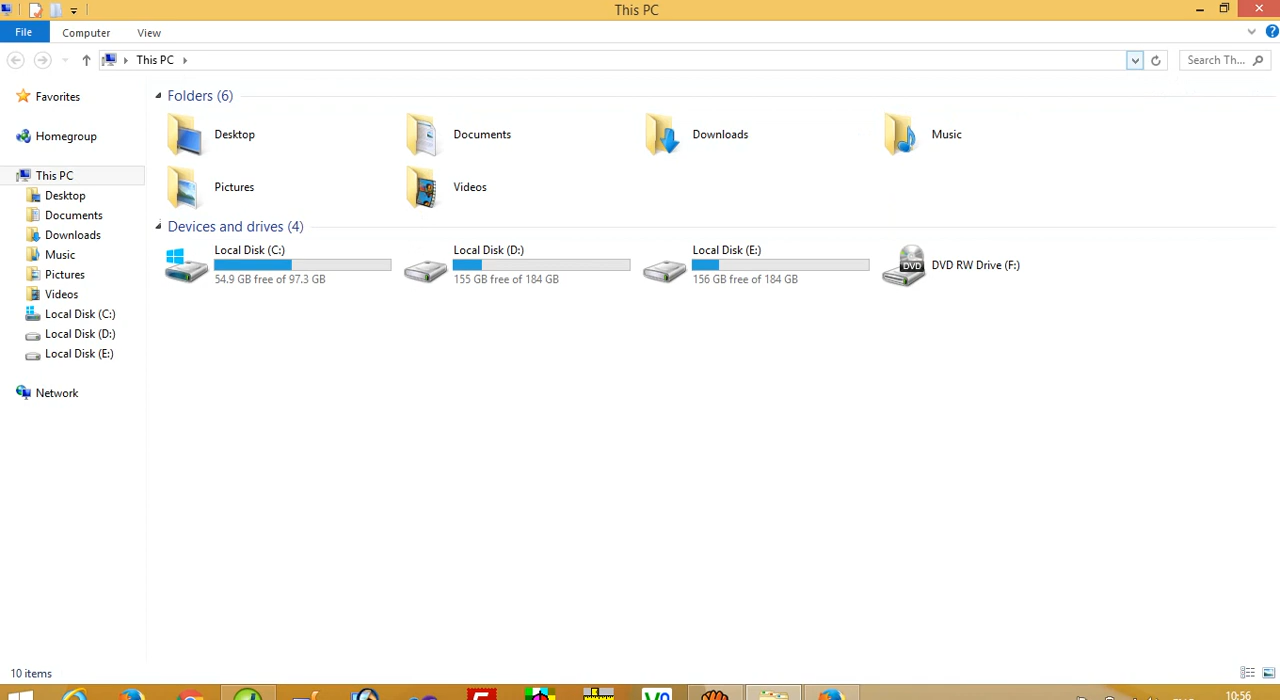 This PC
File Computer View
This PC
Search Th...
Favorites
Homegroup
This PC
Desktop
Documents
Downloads
Music
Pictures
Videos
Local Disk (C:)
Local Disk (D:)
Local Disk (E:)
Network
Folders (6)
Desktop Documents Downloads Music
Pictures Videos
Devices and drives (4)
Local Disk (C:)
54.9 GB free of 97.3 GB
Local Disk (D:)
155 GB free of 184 GB
Local Disk (E:)
156 GB free of 184 GB
DVD
DVD RW Drive (F:)
10 items
10:56